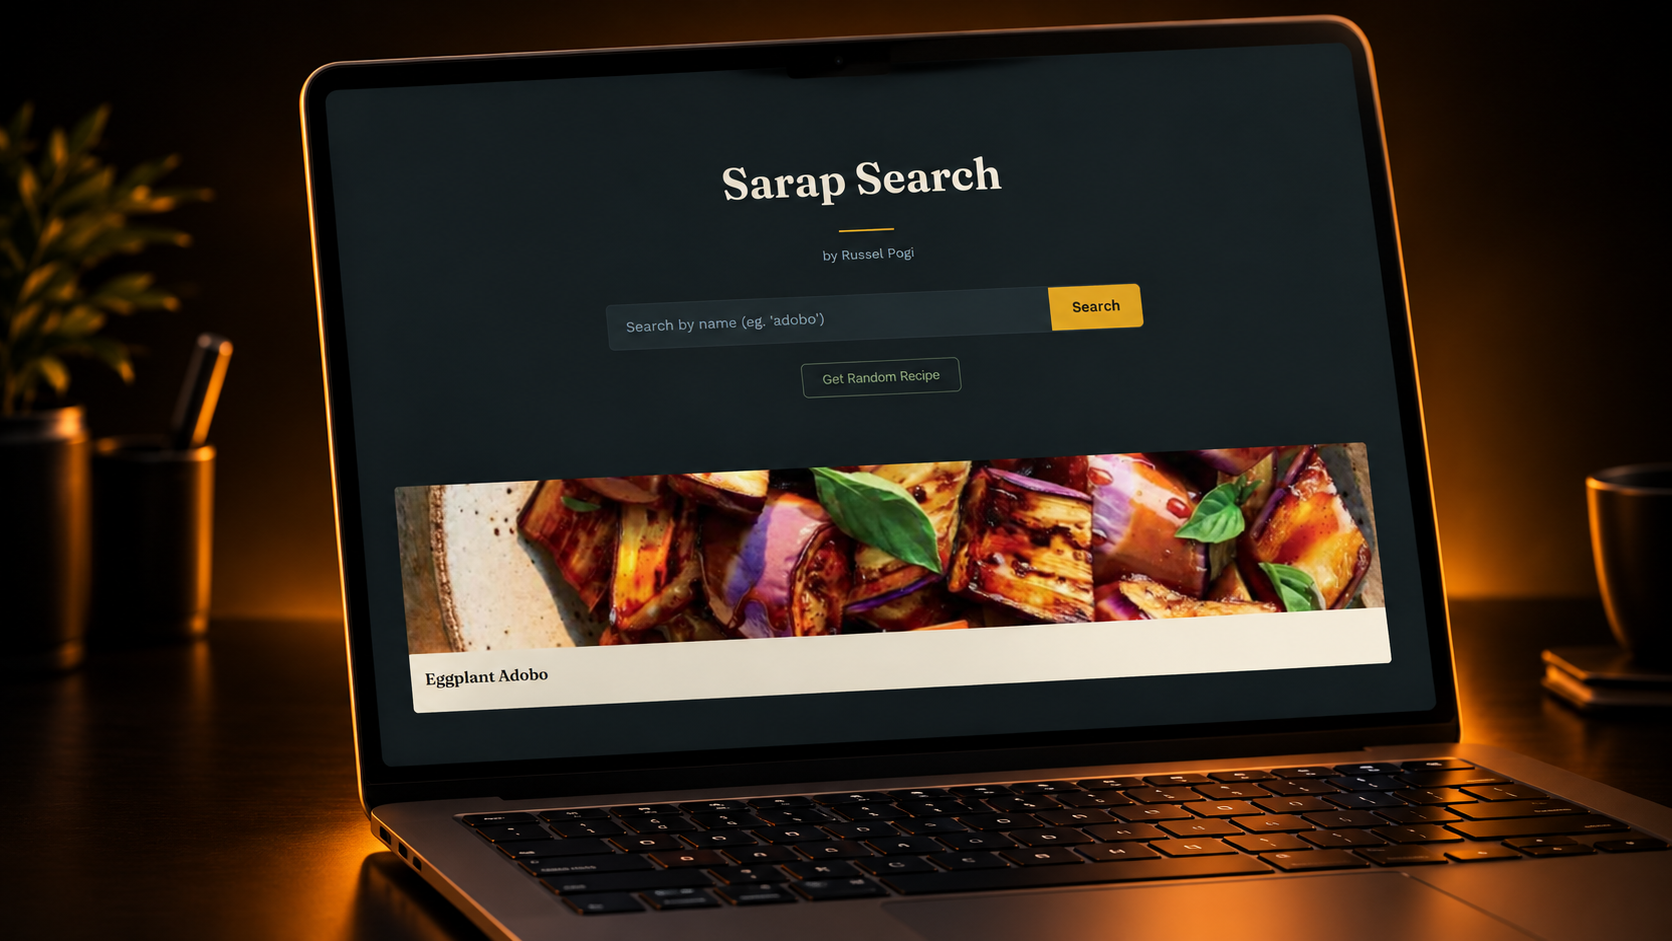 Sarap Search
by Russel Pogi
Search by name (eg. 'adobo')
Search
Get Random Recipe
Eggplant Adobo